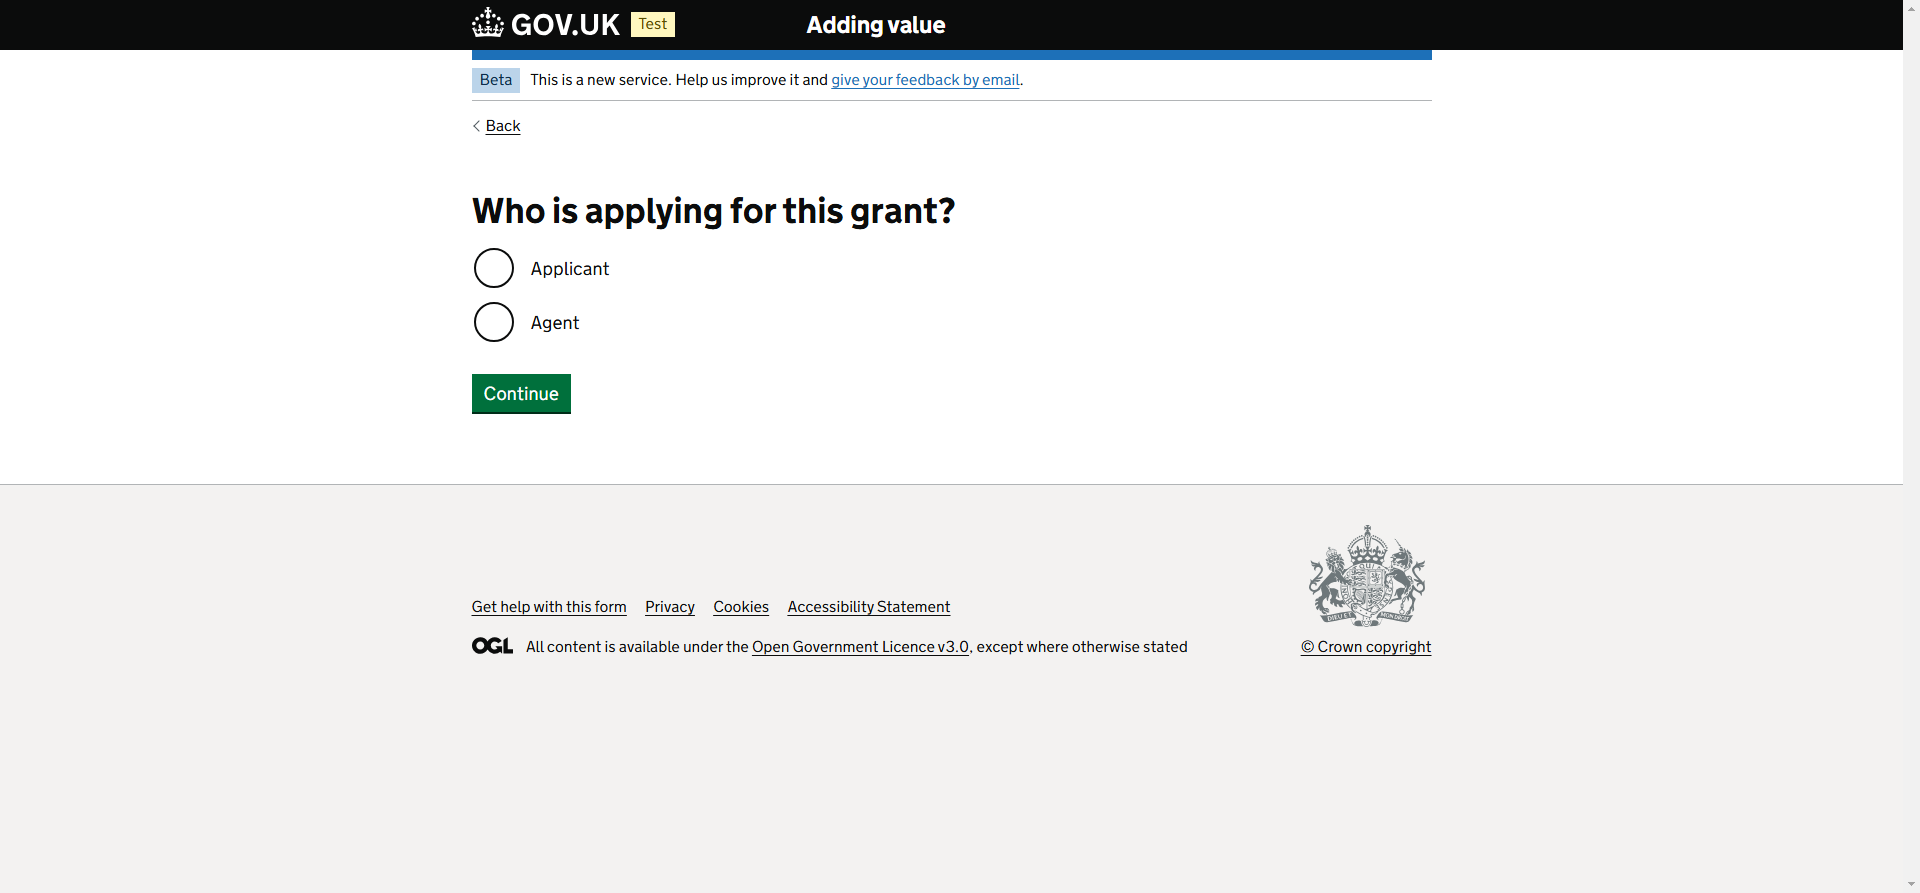 GOV.UK Test Adding value
Beta This is a new service. Help us improve it and give your feedback by email.
Back
Who is applying for this grant?
Applicant
Agent
Continue
Get help with this form Privacy Cookies Accessibility Statement
OGL All content is available under the Open Government Licence v3.0, except where otherwise stated
© Crown copyright